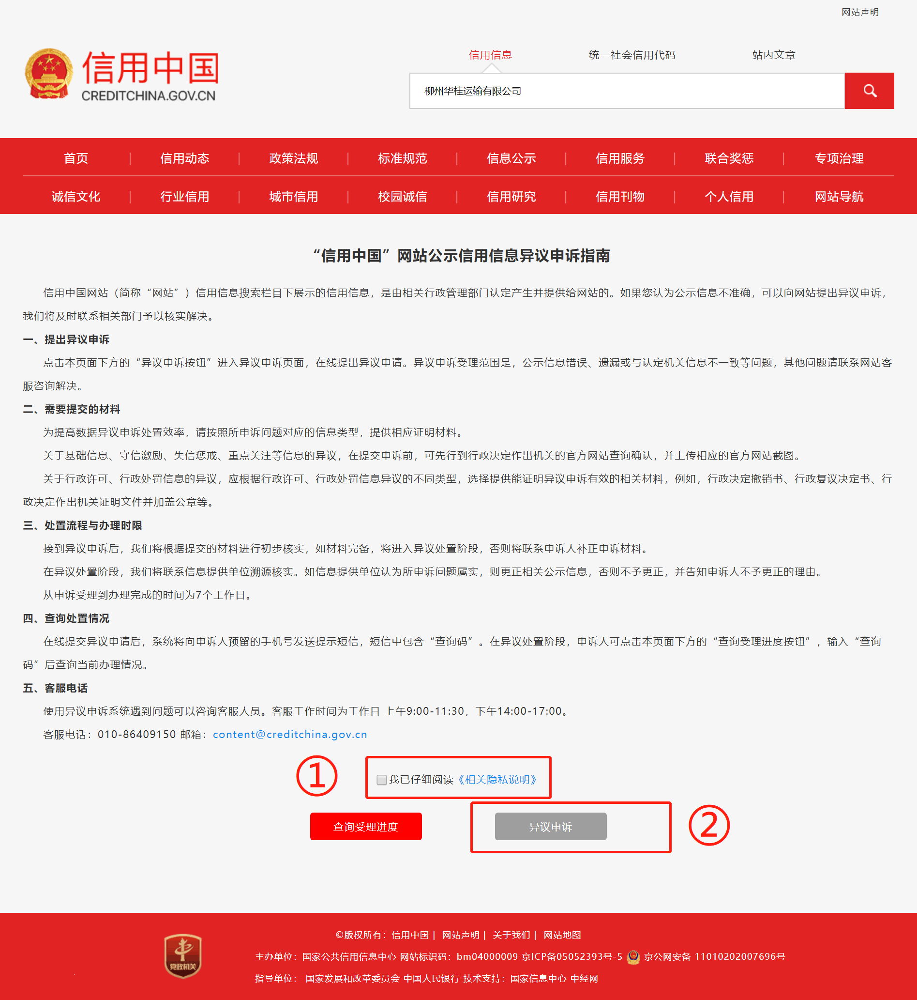 网站声明
信用中国
CREDITCHINA.GOV.CN
信用信息 统一社会信用代码 站内文章
柳州华桂运输有限公司
首页 | 信用动态 | 政策法规 | 标准规范 | 信息公示 | 信用服务 | 联合奖惩 | 专项治理
诚信文化 | 行业信用 | 城市信用 | 校园诚信 | 信用研究 | 信用刊物 | 个人信用 | 网站导航
“信用中国”网站公示信用信息异议申诉指南
信用中国网站（简称“网站”）信用信息搜索栏目下展示的信用信息，是由相关行政管理部门认定产生并提供给网站的。如果您认为公示信息不准确，可以向网站提出异议申诉，
我们将及时联系相关部门予以核实解决。
一、提出异议申诉
点击本页面下方的“异议申诉按钮”进入异议申诉页面，在线提出异议申请。异议申诉受理范围是，公示信息错误、遗漏或与认定机关信息不一致等问题，其他问题请联系网站客
服咨询解决。
二、需要提交的材料
为提高数据异议申诉处置效率，请按照所申诉问题对应的信息类型，提供相应证明材料。
关于基础信息、守信激励、失信惩戒、重点关注等信息的异议，在提交申诉前，可先行到行政决定作出机关的官方网站查询确认，并上传相应的官方网站截图。
关于行政许可、行政处罚信息的异议，应根据行政许可、行政处罚信息异议的不同类型，选择提供能证明异议申诉有效的相关材料，例如，行政决定撤销书、行政复议决定书、行
政决定作出机关证明文件并加盖公章等。
三、处置流程与办理时限
接到异议申诉后，我们将根据提交的材料进行初步核实，如材料完备，将进入异议处置阶段，否则将联系申诉人补正申诉材料。
在异议处置阶段，我们将联系信息提供单位溯源核实。如信息提供单位认为所申诉问题属实，则更正相关公示信息，否则不予更正，并告知申诉人不予更正的理由。
从申诉受理到办理完成的时间为7个工作日。
四、查询处置情况
在线提交异议申请后，系统将向申诉人预留的手机号发送提示短信，短信中包含“查询码”。在异议处置阶段，申诉人可点击本页面下方的“查询受理进度按钮”，输入“查询
码”后查询当前办理情况。
五、客服电话
使用异议申诉系统遇到问题可以咨询客服人员。客服工作时间为工作日 上午9:00-11:30，下午14:00-17:00。
客服电话：010-86409150 邮箱：content@creditchina.gov.cn
① 我已仔细阅读《相关隐私说明》
查询受理进度 异议申诉 ②
©版权所有：信用中国 | 网站声明 | 关于我们 | 网站地图
主办单位：国家公共信用信息中心 网站标识码：bm04000009 京ICP备05052393号-5 京公网安备 11010202007696号
党政机关
指导单位： 国家发展和改革委员会 中国人民银行 技术支持：国家信息中心 中经网